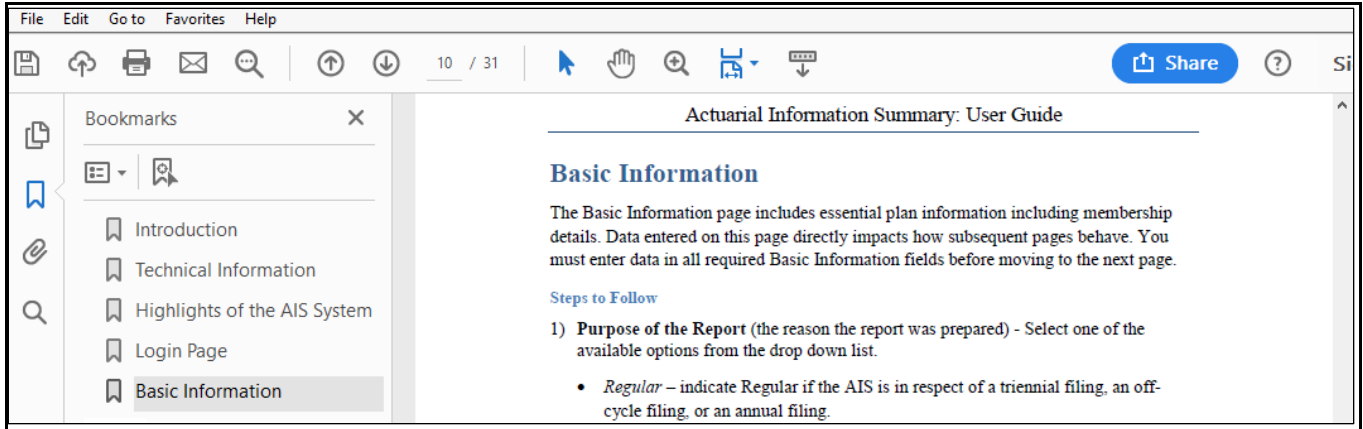 File Edit Go to Favorites Help
10 / 31
Share
Si
Bookmarks
Introduction
Technical Information
Highlights of the AIS System
Login Page
Basic Information
Actuarial Information Summary: User Guide
Basic Information
The Basic Information page includes essential plan information including membership
details. Data entered on this page directly impacts how subsequent pages behave. You
must enter data in all required Basic Information fields before moving to the next page.
Steps to Follow
1) Purpose of the Report (the reason the report was prepared) - Select one of the
available options from the drop down list.
• Regular – indicate Regular if the AIS is in respect of a triennial filing, an off-
cycle filing, or an annual filing.